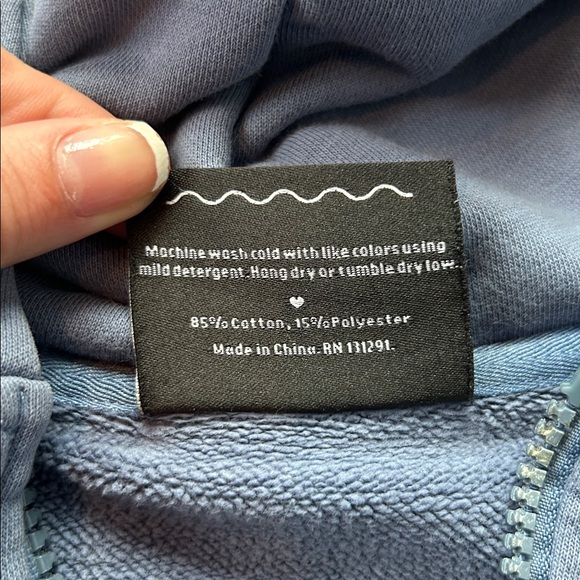 Machine wash cold with like colors using
mild detergent. Hang dry or tumble dry low.
85% Cotton, 15% Polyester
Made in China. RN 131291.